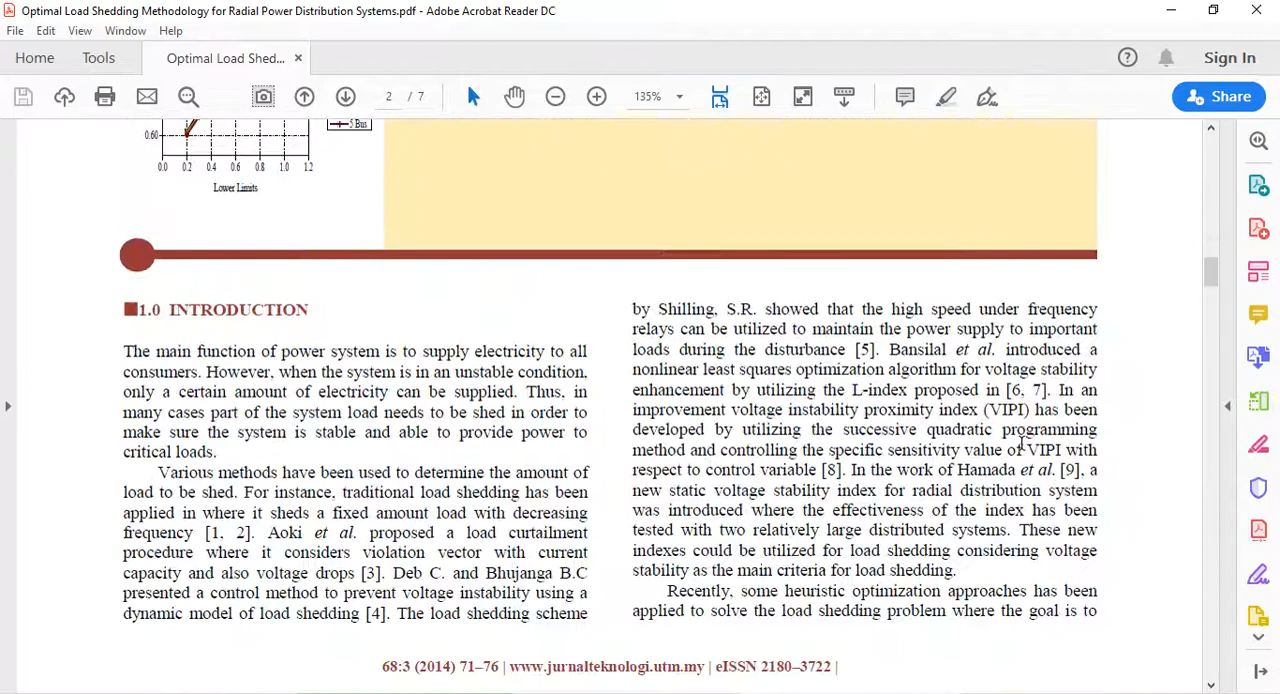 Optimal Load Shedding Methodology for Radial Power Distribution Systems.pdf - Adobe Acrobat Reader DC
File Edit View Window Help
Home Tools Optimal Load Shed... ×
? Sign In
2 / 7 135% Share
0.60 5 Bus
0.0 0.2 0.4 0.6 0.8 1.0 1.2
Lower Limits
1.0 INTRODUCTION
The main function of power system is to supply electricity to all
consumers. However, when the system is in an unstable condition,
only a certain amount of electricity can be supplied. Thus, in
many cases part of the system load needs to be shed in order to
make sure the system is stable and able to provide power to
critical loads.
Various methods have been used to determine the amount of
load to be shed. For instance, traditional load shedding has been
applied in where it sheds a fixed amount load with decreasing
frequency [1, 2]. Aoki et al. proposed a load curtailment
procedure where it considers violation vector with current
capacity and also voltage drops [3]. Deb C. and Bhujanga B.C
presented a control method to prevent voltage instability using a
dynamic model of load shedding [4]. The load shedding scheme
by Shilling, S.R. showed that the high speed under frequency
relays can be utilized to maintain the power supply to important
loads during the disturbance [5]. Bansilal et al. introduced a
nonlinear least squares optimization algorithm for voltage stability
enhancement by utilizing the L-index proposed in [6, 7]. In an
improvement voltage instability proximity index (VIPI) has been
developed by utilizing the successive quadratic programming
method and controlling the specific sensitivity value of VIPI with
respect to control variable [8]. In the work of Hamada et al. [9], a
new static voltage stability index for radial distribution system
was introduced where the effectiveness of the index has been
tested with two relatively large distributed systems. These new
indexes could be utilized for load shedding considering voltage
stability as the main criteria for load shedding.
Recently, some heuristic optimization approaches has been
applied to solve the load shedding problem where the goal is to
68:3 (2014) 71–76 | www.jurnalteknologi.utm.my | eISSN 2180–3722 |